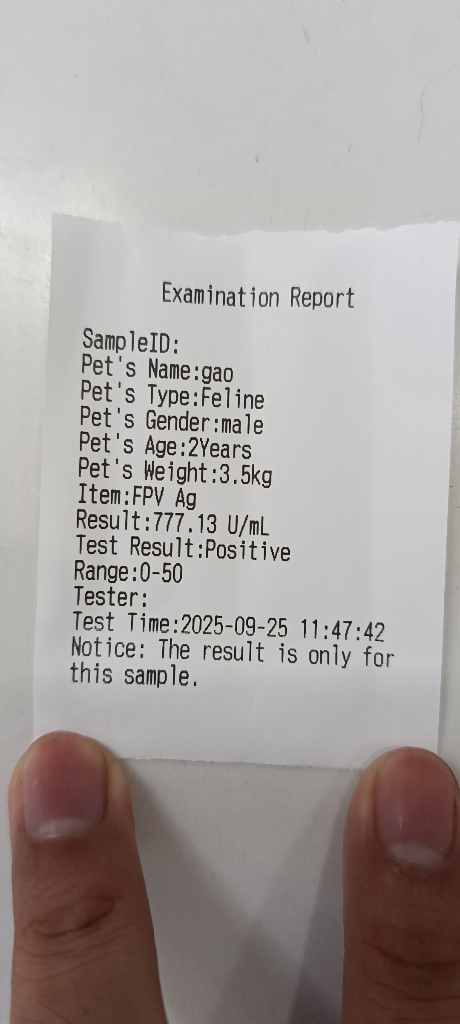 Examination Report
SampleID:
Pet's Name:gao
Pet's Type:Feline
Pet's Gender:male
Pet's Age:2Years
Pet's Weight:3.5kg
Item:FPV Ag
Result:777.13 U/mL
Test Result:Positive
Range:0-50
Tester:
Test Time:2025-09-25 11:47:42
Notice: The result is only for
this sample.